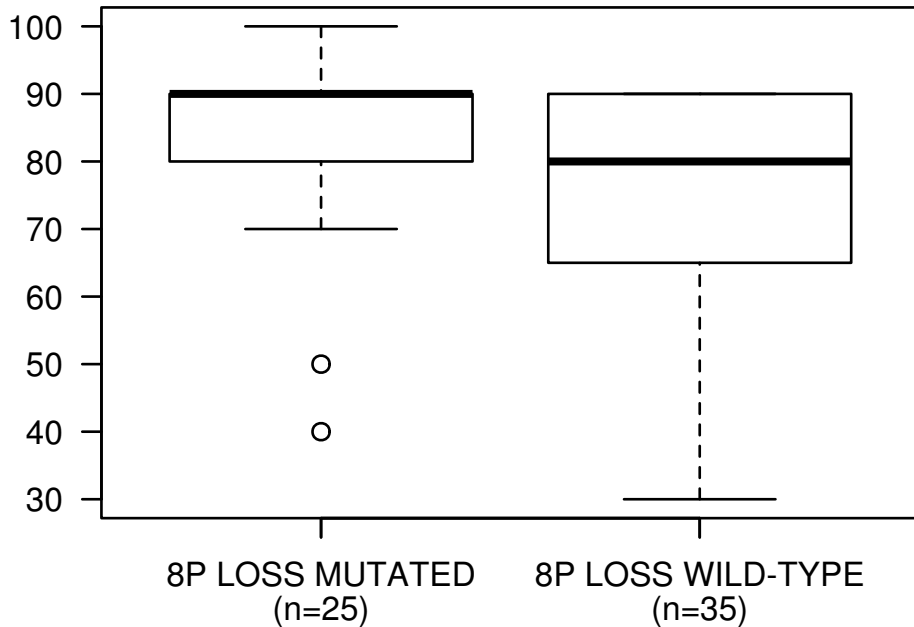 100
90
80
70
60
50
40
30
8P LOSS MUTATED
(n=25)
8P LOSS WILD-TYPE
(n=35)